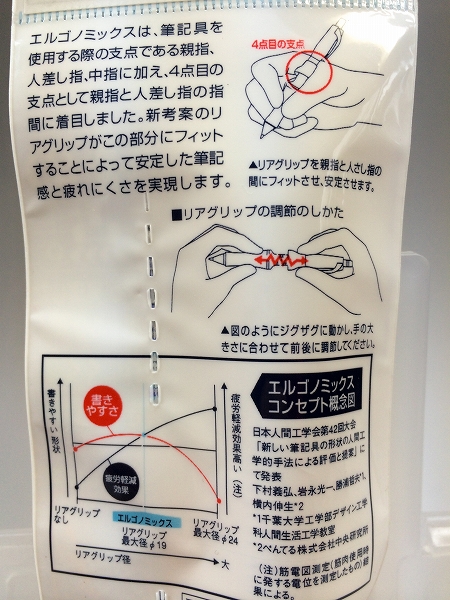 エルゴノミックスは、筆記具を
使用する際の支点である親指、
人差し指、中指に加え、4点目の
支点として親指と人差し指の指
間に着目しました。新考案のリ
アグリップがこの部分にフィット
することによって安定した筆記
感と疲れにくさを実現します。
4点目の支点
▲リアグリップを親指と人さし指の
間にフィットさせ、安定させます。
■リアグリップの調節のしかた
▲図のようにジグザグに動かし、手の大
きさに合わせて前後に調節してください。
書きやすい形状
書き
やすさ
疲労軽減
効果
疲労軽減効果高い(注)
リアグリップ
なし
エルゴノミックス
リアグリップ
最大径φ19
リアグリップ
最大径φ24
小
リアグリップ径
大
エルゴノミックス
コンセプト概念図
日本人間工学会第42回大会
「新しい筆記具の形状の人間工
学的手法による評価と提案」に
て発表
下村義弘、岩永光一、勝浦哲夫*1、
横内伸生*2
*1千葉大学工学部デザイン工学
科人間生活工学教室
*2ぺんてる株式会社中央研究所
(注)筋電図測定(筋肉使用時
に発する電位を測定したもの)結
果による。